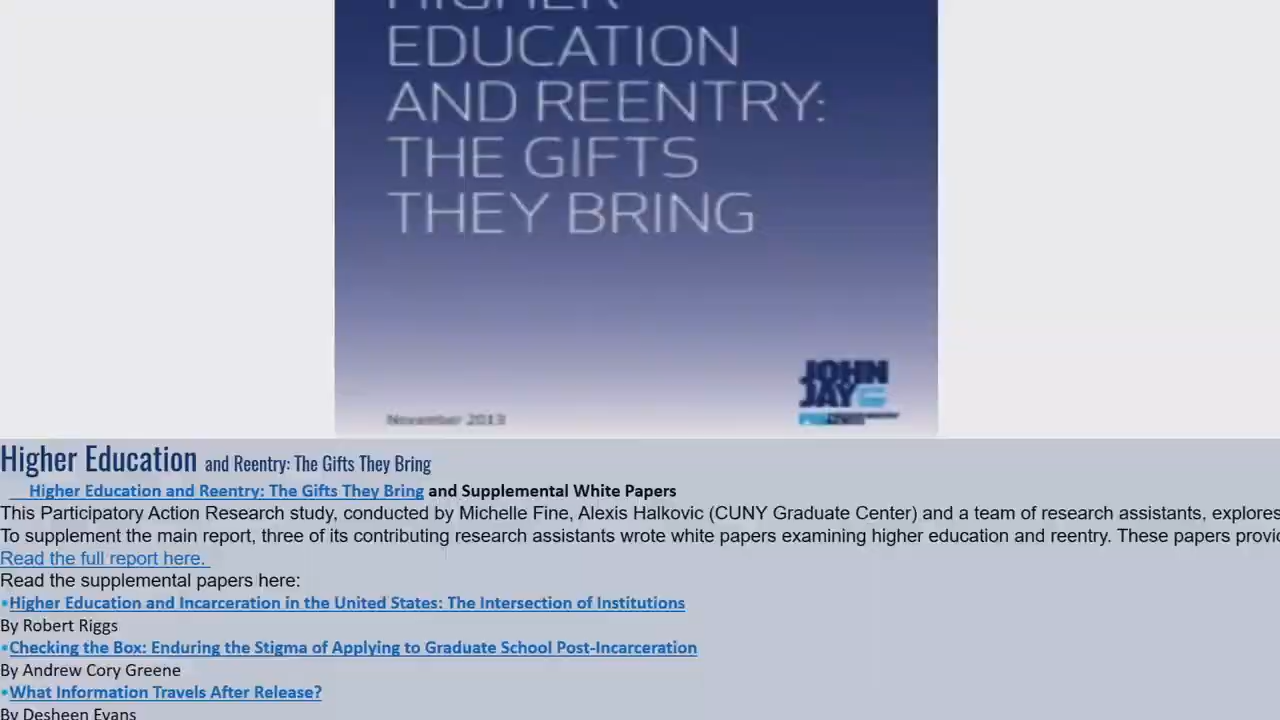 HIGHER
EDUCATION
AND REENTRY:
THE GIFTS
THEY BRING
November 2013
JOHN
JAY
Higher Education and Reentry: The Gifts They Bring
Higher Education and Reentry: The Gifts They Bring and Supplemental White Papers
This Participatory Action Research study, conducted by Michelle Fine, Alexis Halkovic (CUNY Graduate Center) and a team of research assistants, explores
To supplement the main report, three of its contributing research assistants wrote white papers examining higher education and reentry. These papers provi
Read the full report here.
Read the supplemental papers here:
•Higher Education and Incarceration in the United States: The Intersection of Institutions
By Robert Riggs
•Checking the Box: Enduring the Stigma of Applying to Graduate School Post-Incarceration
By Andrew Cory Greene
•What Information Travels After Release?
By Desheen Evans